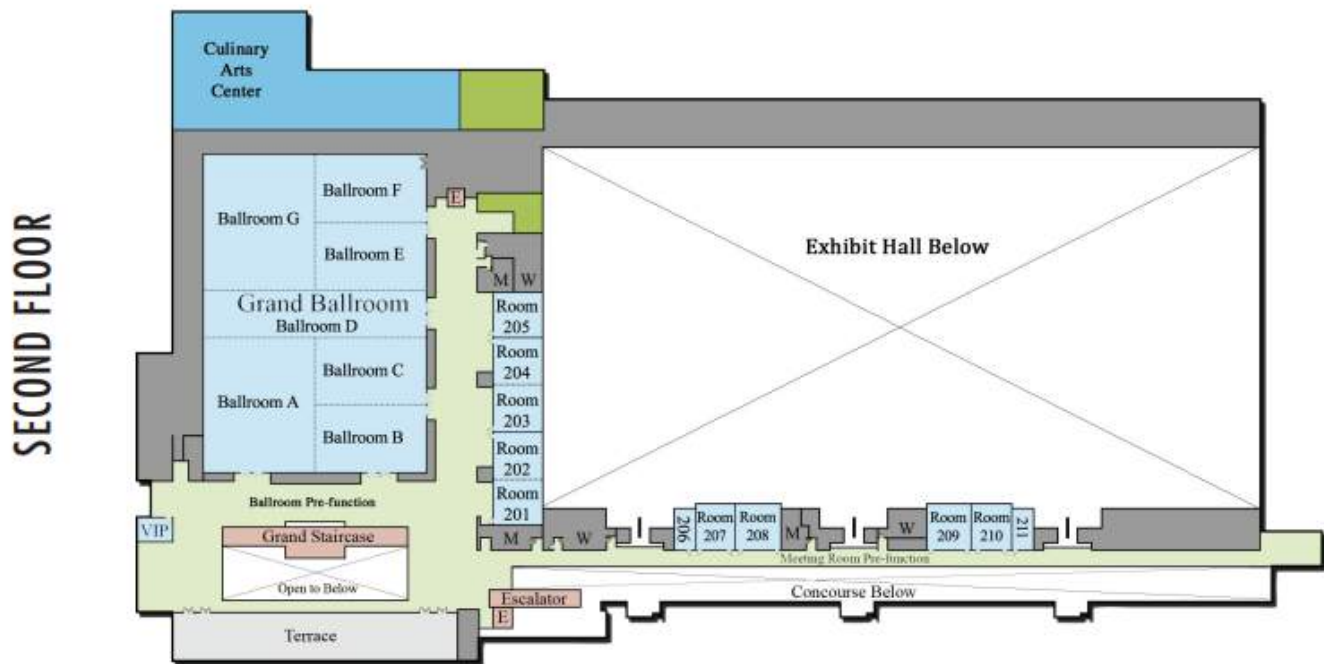 SECOND FLOOR
Culinary
Arts
Center
Ballroom F
Ballroom G
Ballroom E
Grand Ballroom
Ballroom D
Ballroom C
Ballroom A
Ballroom B
E
M W
Room
205
Room
204
Room
203
Room
202
Room
201
Exhibit Hall Below
Ballroom Pre-function
VIP
Grand Staircase
Open to Below
Terrace
M W
206
Room
207
Room
208
M
W
Room
209
Room
210
211
Meeting Room Pre-function
Concourse Below
Escalator
E